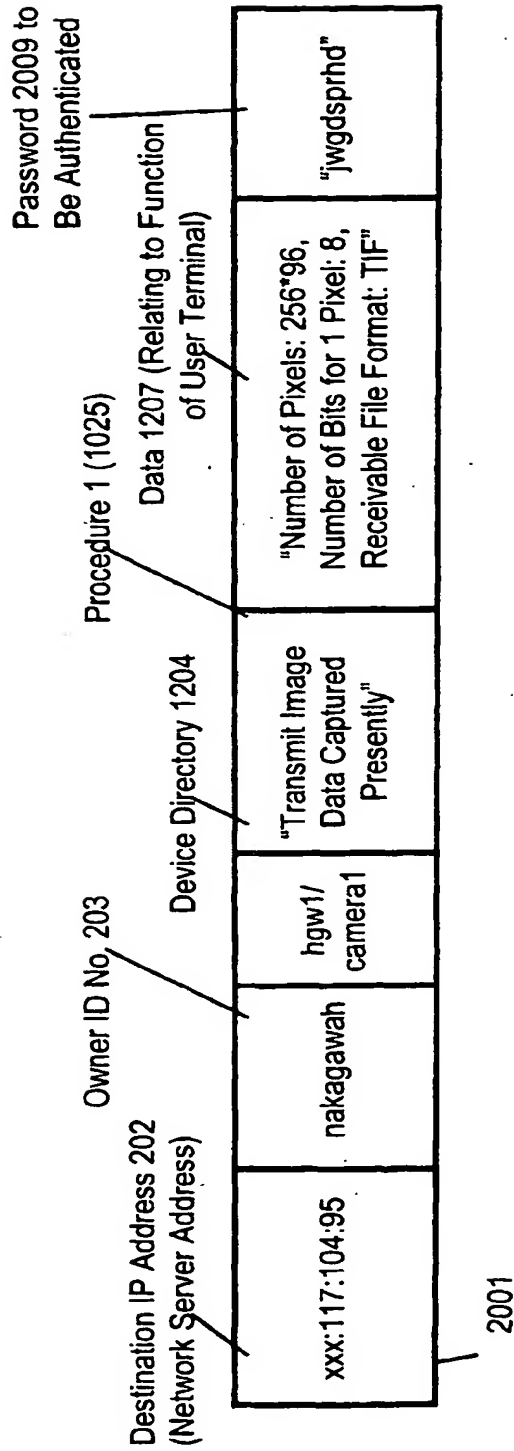 Destination IP Address 202
(Network Server Address)
Owner ID No. 203
Device Directory 1204
Procedure 1 (1025)
Data 1207 (Relating to Function
of User Terminal)
Password 2009 to
Be Authenticated
xxx:117:104:95
nakagawah
hgw1/
camera1
“Transmit Image
Data Captured
Presently”
“Number of Pixels: 256*96,
Number of Bits for 1 Pixel: 8,
Receivable File Format: TIF”
“jwgdsprhd”
2001